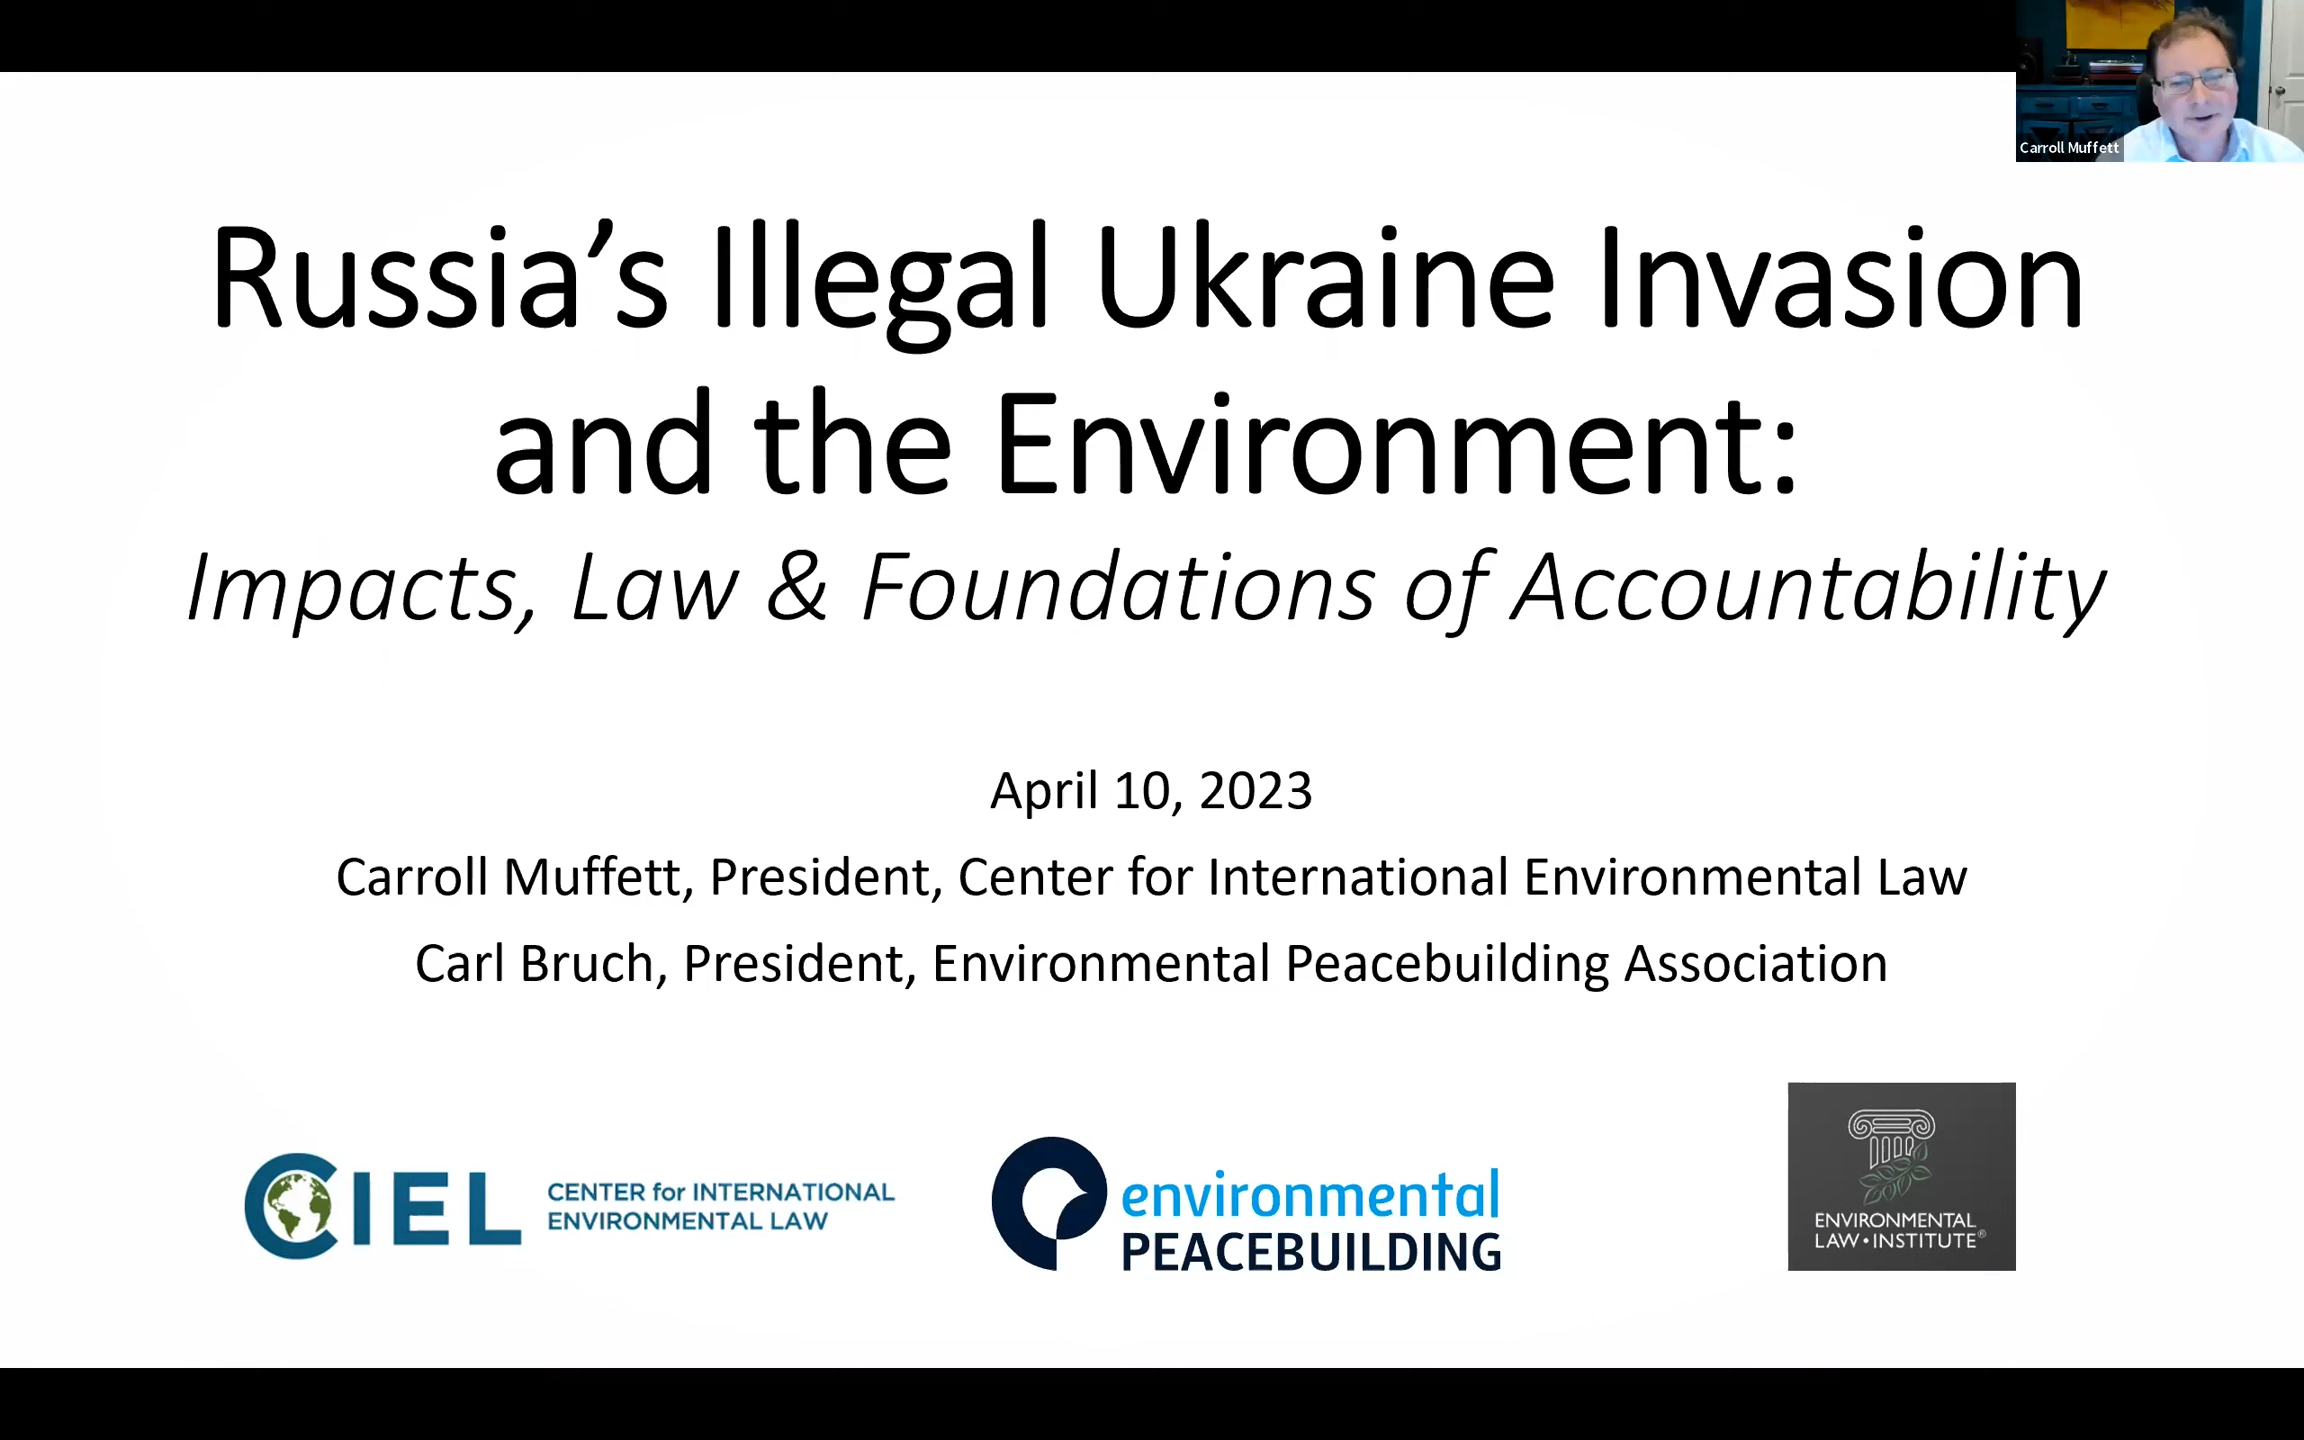 Carroll Muffett
Russia’s Illegal Ukraine Invasion
and the Environment:
Impacts, Law & Foundations of Accountability
April 10, 2023
Carroll Muffett, President, Center for International Environmental Law
Carl Bruch, President, Environmental Peacebuilding Association
CIEL
CENTER for INTERNATIONAL
ENVIRONMENTAL LAW
environmental
PEACEBUILDING
ENVIRONMENTAL
LAW • INSTITUTE®